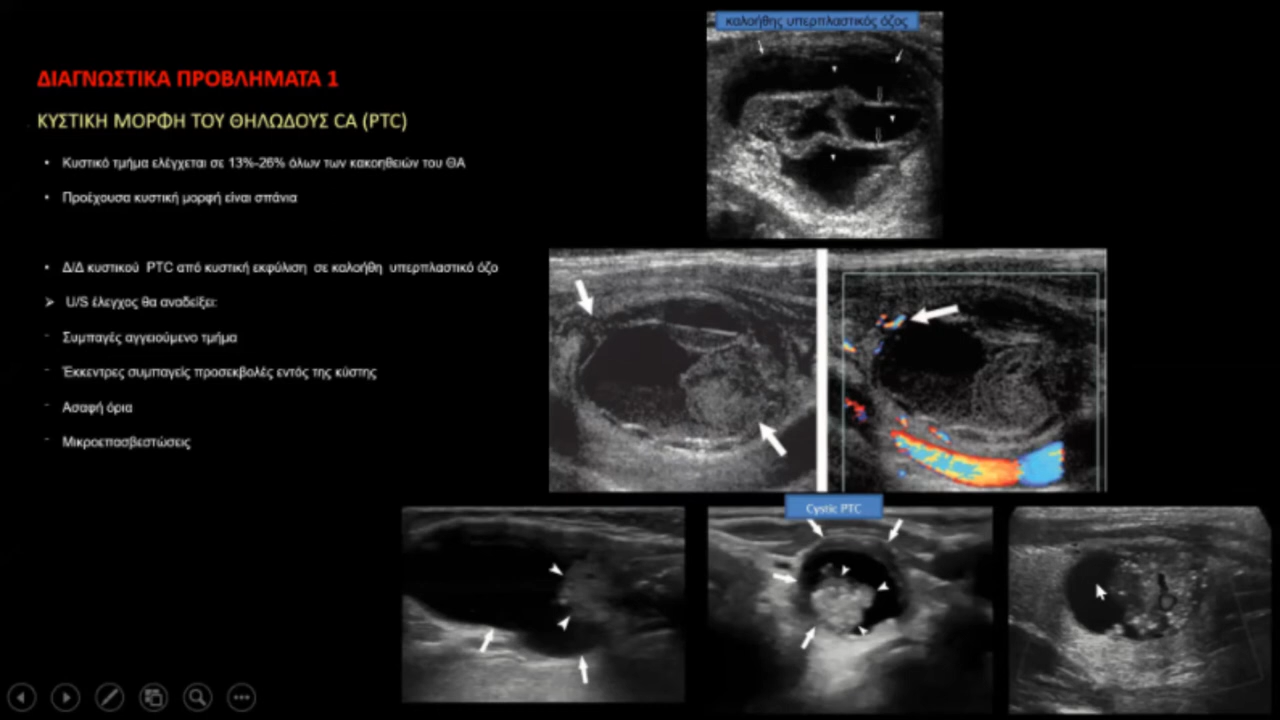 καλοήθης υπερπλαστικός όζος
ΔΙΑΓΝΩΣΤΙΚΑ ΠΡΟΒΛΗΜΑΤΑ 1
ΚΥΣΤΙΚΗ ΜΟΡΦΗ ΤΟΥ ΘΗΛΩΔΟΥΣ CA (PTC)
• Κυστικό τμήμα ελέγχεται σε 13%-26% όλων των κακοηθειών του ΘΑ
• Προέχουσα κυστική μορφή είναι σπάνια
• Δ/Δ κυστικού PTC από κυστική εκφύλιση σε καλοήθη υπερπλαστικό όζο
➢ U/S έλεγχος θα αναδείξει:
- Συμπαγές αγγειούμενο τμήμα
- Έκκεντρες συμπαγείς προσεκβολές εντός της κύστης
- Ασαφή όρια
- Μικροεπασβεστώσεις
Cystic PTC